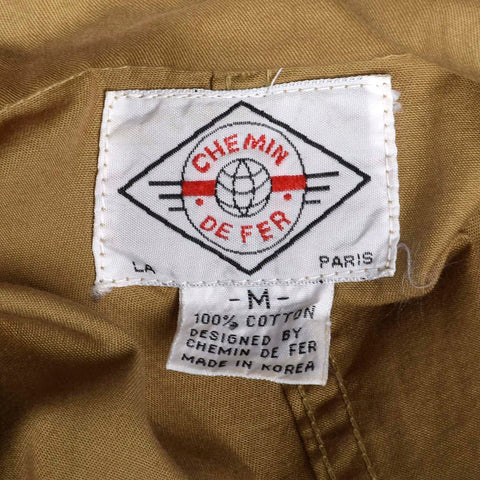 CHEMIN
DE FER
LA PARIS
- M -
100% COTTON
DESIGNED BY
CHEMIN DE FER
MADE IN KOREA